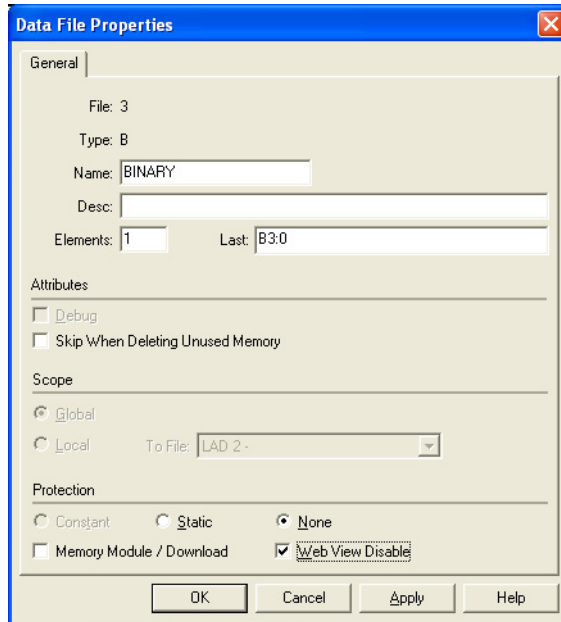 Data File Properties
General
File: 3
Type: B
Name: BINARY
Desc:
Elements: 1 Last: B3:0
Attributes
Debug
Skip When Deleting Unused Memory
Scope
Global
Local To File: LAD 2 -
Protection
Constant Static None
Memory Module / Download Web View Disable
OK Cancel Apply Help